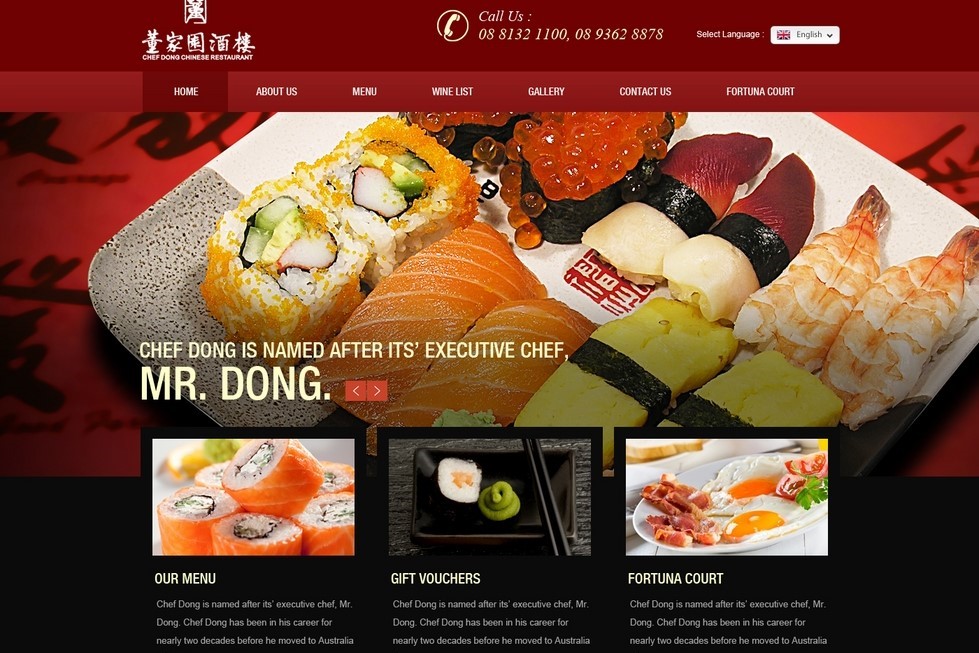 董家園酒樓
CHEF DONG CHINESE RESTAURANT
Call Us :
08 8132 1100, 08 9362 8878
Select Language :
English
HOME
ABOUT US
MENU
WINE LIST
GALLERY
CONTACT US
FORTUNA COURT
CHEF DONG IS NAMED AFTER ITS' EXECUTIVE CHEF,
MR. DONG.
OUR MENU
Chef Dong is named after its' executive chef, Mr.
Dong. Chef Dong has been in his career for
nearly two decades before he moved to Australia
GIFT VOUCHERS
Chef Dong is named after its' executive chef, Mr.
Dong. Chef Dong has been in his career for
nearly two decades before he moved to Australia
FORTUNA COURT
Chef Dong is named after its' executive chef, Mr.
Dong. Chef Dong has been in his career for
nearly two decades before he moved to Australia